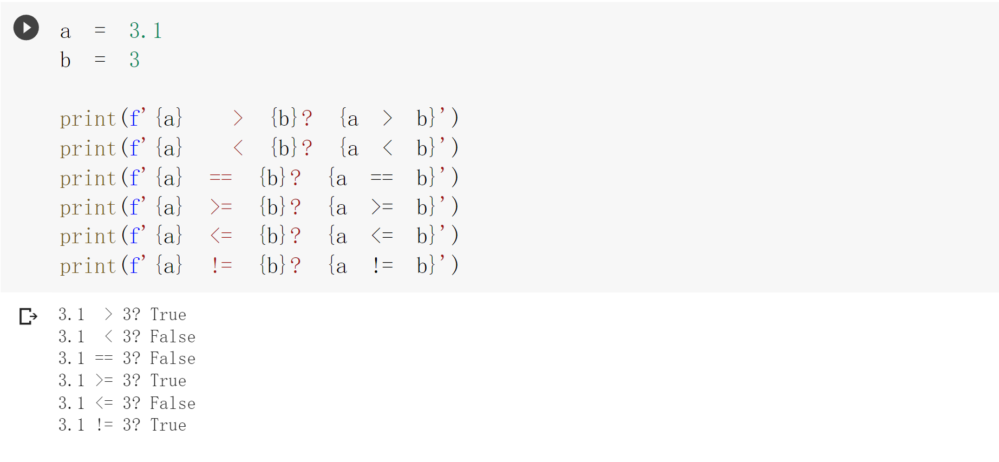 a = 3.1
b = 3
print(f'{a}  > {b}? {a > b}')
print(f'{a}  < {b}? {a < b}')
print(f'{a} == {b}? {a == b}')
print(f'{a} >= {b}? {a >= b}')
print(f'{a} <= {b}? {a <= b}')
print(f'{a} != {b}? {a != b}')
3.1  > 3? True
3.1  < 3? False
3.1 == 3? False
3.1 >= 3? True
3.1 <= 3? False
3.1 != 3? True